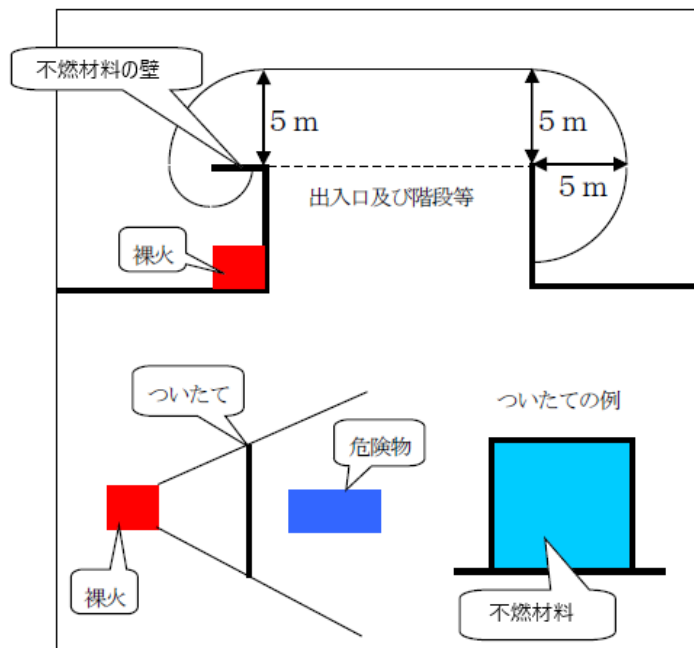 不燃材料の壁
5 m
5 m
5 m
出入口及び階段等
裸火
ついたて
ついたての例
危険物
裸火
不燃材料